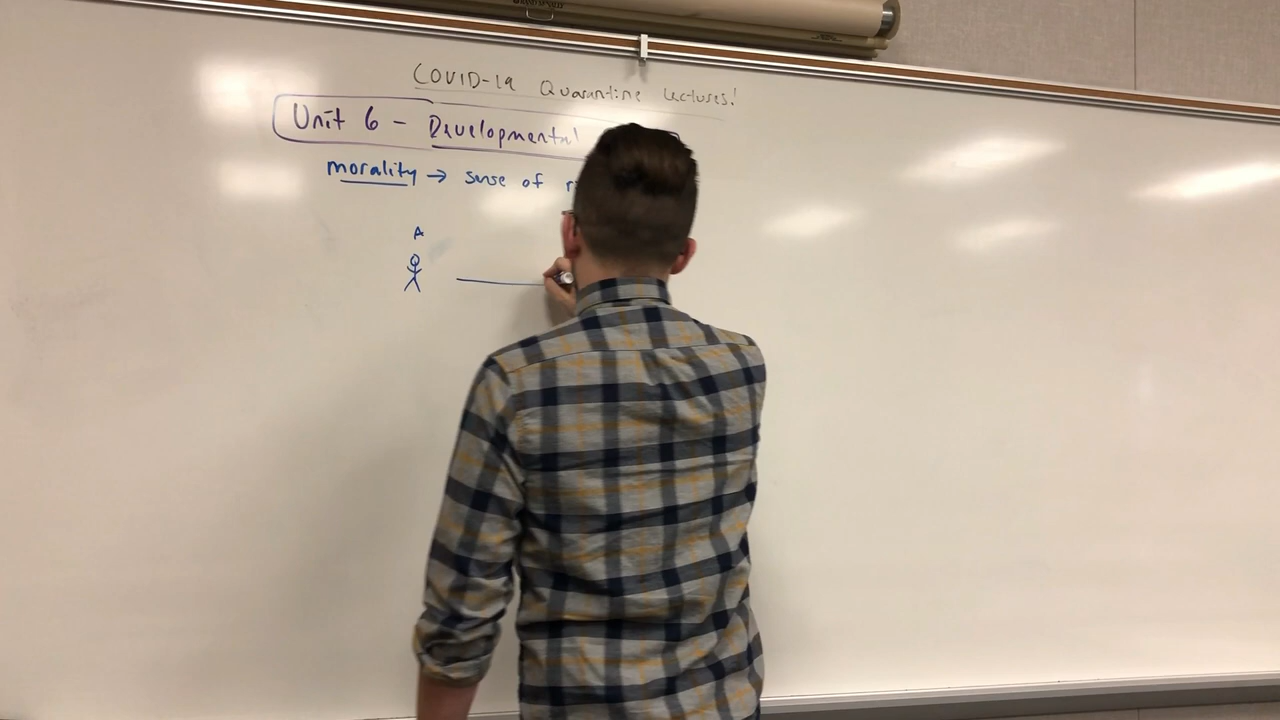 COVID-19 Quarantine Lectures!
Unit 6 - Developmental
morality → sense of r
A